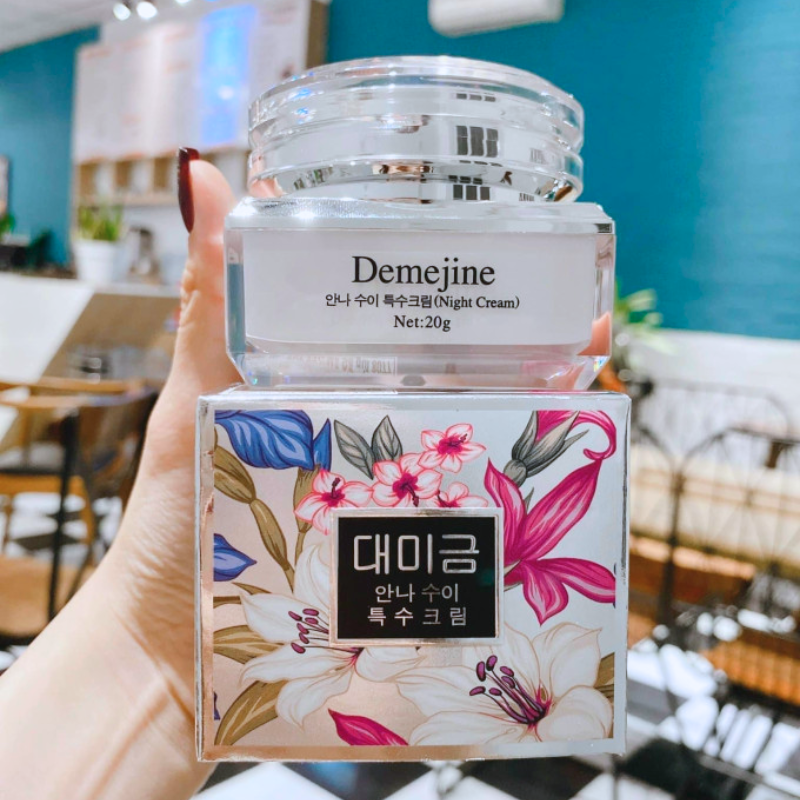 Demejine
안나 수이 특수크림(Night Cream)
Net:20g
대미금
안나 수이
특수크림